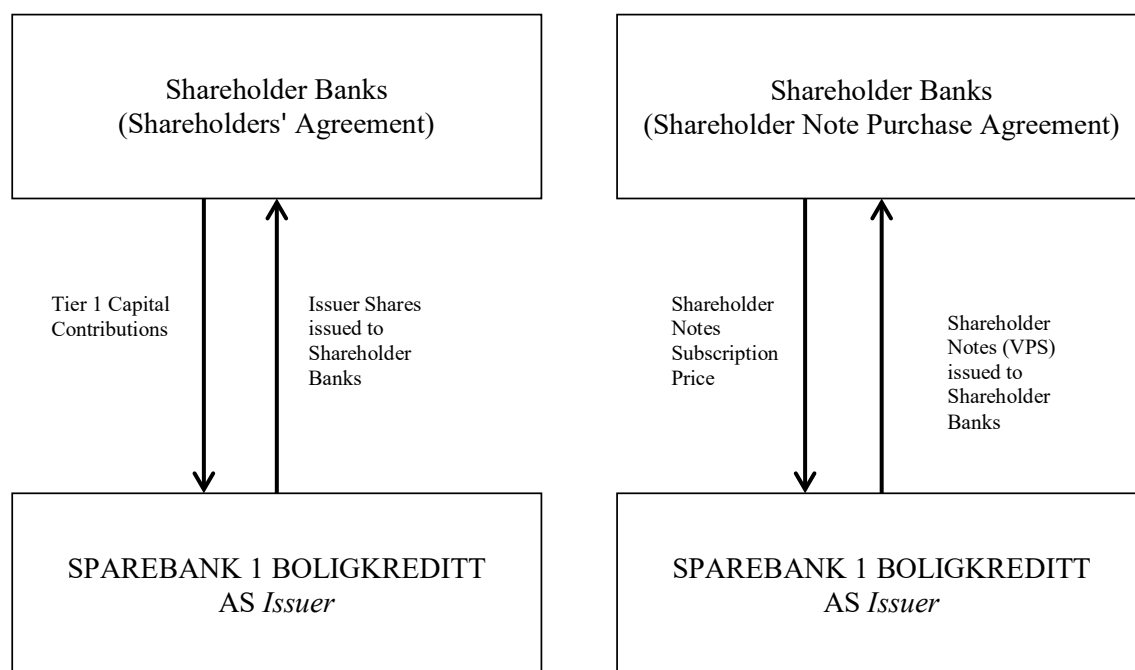 Shareholder Banks
(Shareholders' Agreement)
Shareholder Banks
(Shareholder Note Purchase Agreement)
Tier 1 Capital
Contributions
Issuer Shares
issued to
Shareholder
Banks
Shareholder
Notes
Subscription
Price
Shareholder
Notes (VPS)
issued to
Shareholder
Banks
SPAREBANK 1 BOLIGKREDITT
AS Issuer
SPAREBANK 1 BOLIGKREDITT
AS Issuer